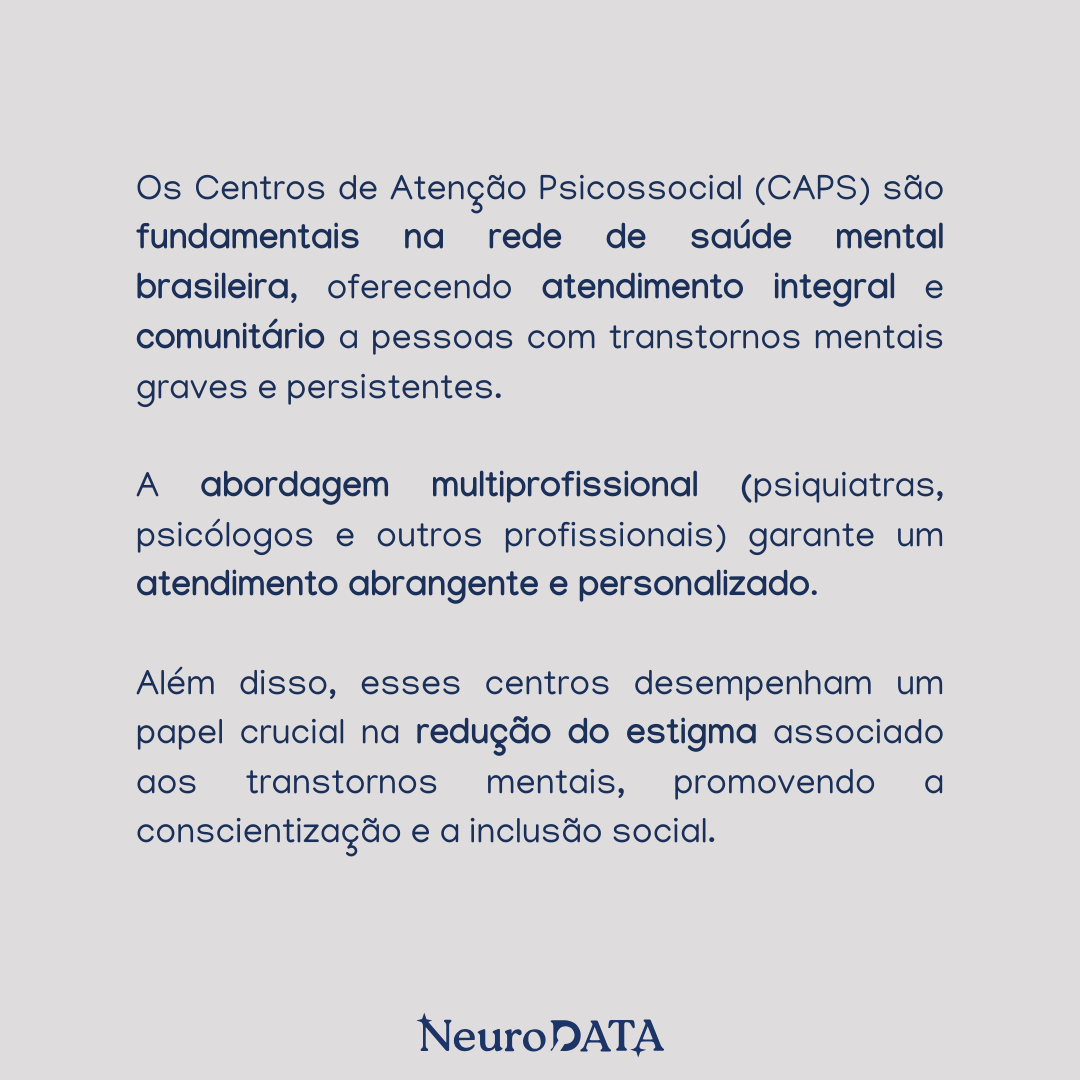 Os Centros de Atenção Psicossocial (CAPS) são
fundamentais na rede de saúde mental
brasileira, oferecendo atendimento integral e
comunitário a pessoas com transtornos mentais
graves e persistentes.
A abordagem multiprofissional (psiquiatras,
psicólogos e outros profissionais) garante um
atendimento abrangente e personalizado.
Além disso, esses centros desempenham um
papel crucial na redução do estigma associado
aos transtornos mentais, promovendo a
conscientização e a inclusão social.
NeuroDATA